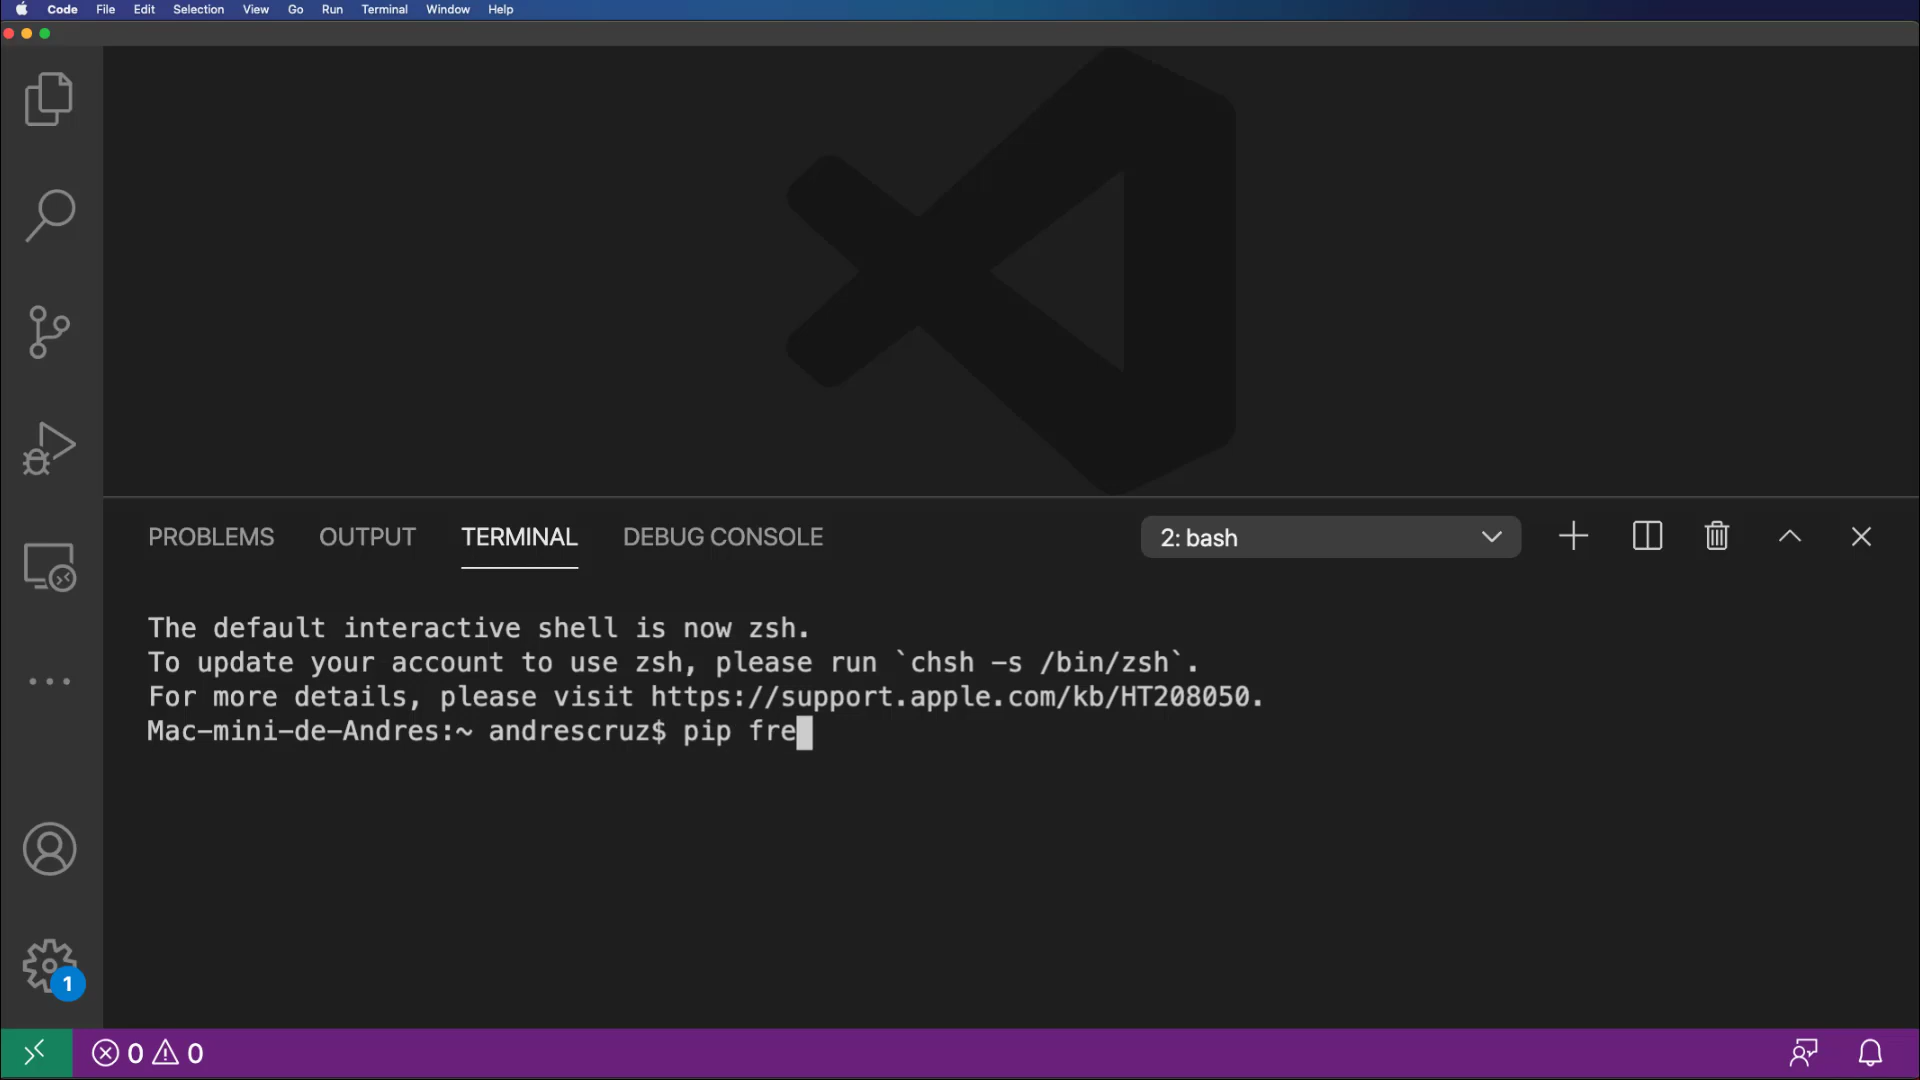 Code File Edit Selection View Go Run Terminal Window Help
PROBLEMS OUTPUT TERMINAL DEBUG CONSOLE 2: bash
The default interactive shell is now zsh.
To update your account to use zsh, please run `chsh -s /bin/zsh`.
For more details, please visit https://support.apple.com/kb/HT208050.
Mac-mini-de-Andres:~ andrescruz$ pip fre
1
0 0